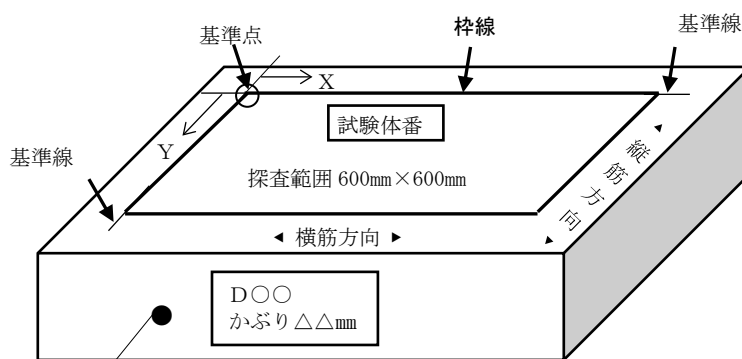 基準点
枠線
基準線
X
試験体番
Y
基準線
探査範囲 600mm×600mm
縦筋方向
横筋方向
D○○
かぶり△△mm